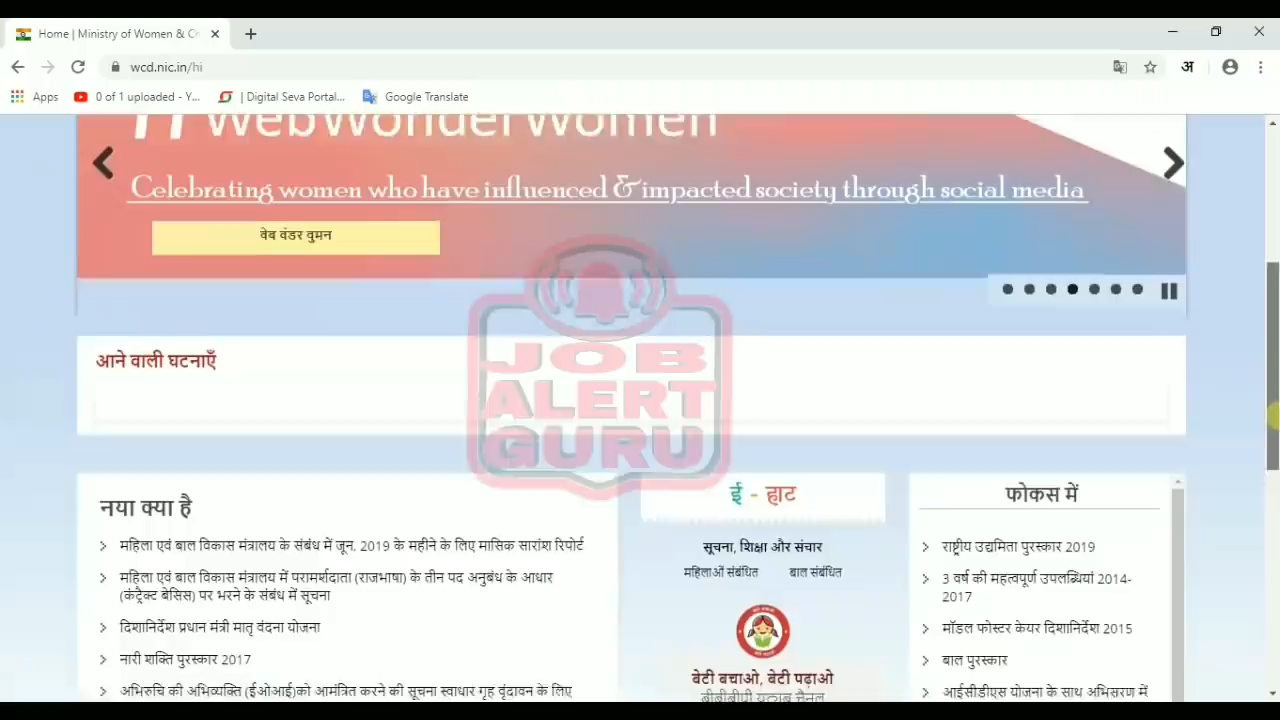 Home | Ministry of Women & Ch
wcd.nic.in/hi
अ
Apps
0 of 1 uploaded - Y...
| Digital Seva Portal...
Google Translate
WebWonderWomen
Celebrating women who have influenced & impacted society through social media
वेब वंडर वुमन
आने वाली घटनाएँ
JOB
ALERT
GURU
नया क्या है
महिला एवं बाल विकास मंत्रालय के संबंध में जून, 2019 के महीने के लिए मासिक सारांश रिपोर्ट
महिला एवं बाल विकास मंत्रालय में परामर्शदाता (राजभाषा) के तीन पद अनुबंध के आधार
(कंट्रैक्ट बेसिस) पर भरने के संबंध में सूचना
दिशानिर्देश प्रधान मंत्री मातृ वंदना योजना
नारी शक्ति पुरस्कार 2017
अभिरुचि की अभिव्यक्ति (ईओआई)को आमंत्रित करने की सूचना स्वाधार गृह वृंदावन के लिए
ई - हाट
सूचना, शिक्षा और संचार
महिलाओं संबंधित
बाल संबंधित
बेटी बचाओ, बेटी पढ़ाओ
बीबीबीपी यूट्यूब चैनल
फोकस में
राष्ट्रीय उद्यमिता पुरस्कार 2019
3 वर्ष की महत्वपूर्ण उपलब्धियां 2014-
2017
मॉडल फोस्टर केयर दिशानिर्देश 2015
बाल पुरस्कार
आईसीडीएस योजना के साथ अभिसरण में